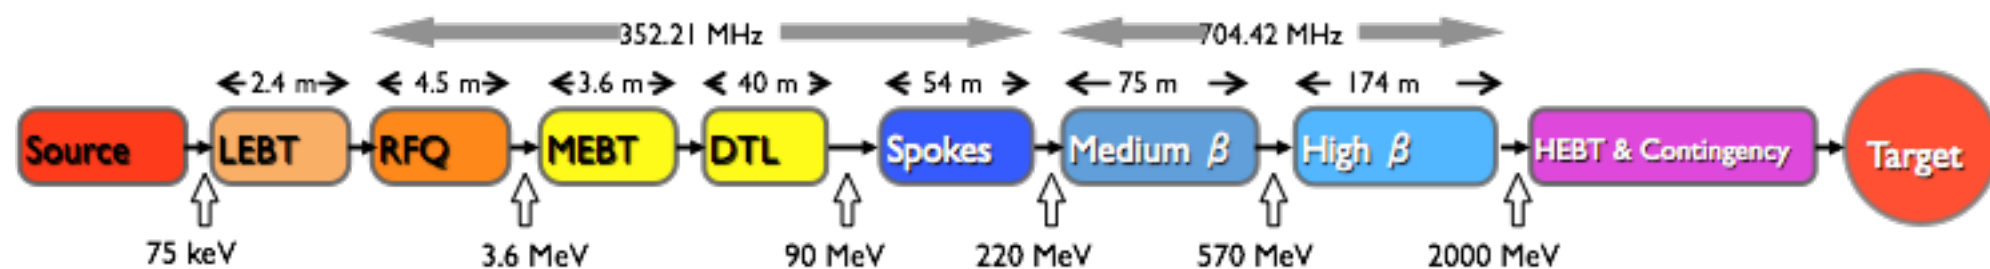 352.21 MHz 704.42 MHz
2.4 m 4.5 m 3.6 m 40 m 54 m 75 m 174 m
Source LEBT RFQ MEBT DTL Spokes Medium β High β HEBT & Contingency Target
75 keV 3.6 MeV 90 MeV 220 MeV 570 MeV 2000 MeV